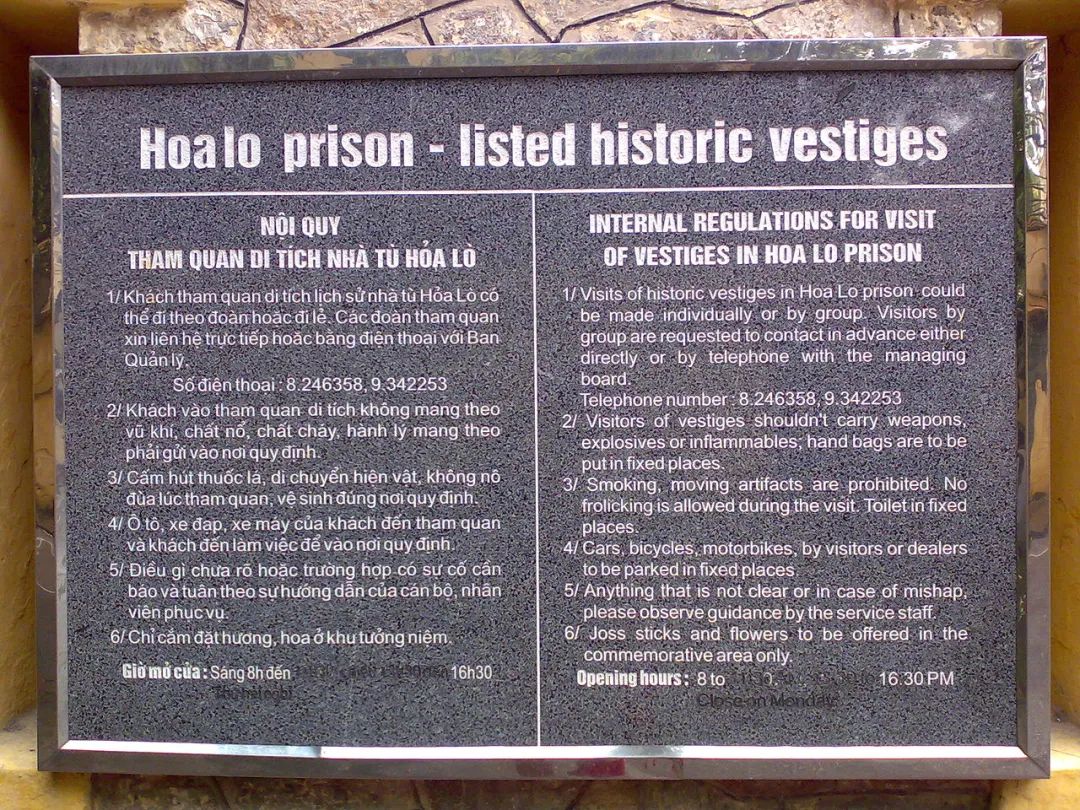 Hoa lo prison - listed historic vestiges
NỘI QUY
THAM QUAN DI TÍCH NHÀ TÙ HỎA LÒ
1/ Khách tham quan di tích lịch sử nhà tù Hỏa Lò có
thể đi theo đoàn hoặc đi lẻ. Các đoàn tham quan
xin liên hệ trực tiếp hoặc bằng điện thoại với Ban
Quản lý.
Số điện thoại : 8.246358, 9.342253
2/ Khách vào tham quan di tích không mang theo
vũ khí, chất nổ, chất cháy, hành lý mang theo
phải gửi vào nơi quy định.
3/ Cấm hút thuốc lá, di chuyển hiện vật, không nô
đùa lúc tham quan, vệ sinh đúng nơi quy định.
4/ Ô tô, xe đạp, xe máy của khách đến tham quan
và khách đến làm việc để vào nơi quy định.
5/ Điều gì chưa rõ hoặc trường hợp có sự cố cần
báo và tuân theo sự hướng dẫn của cán bộ, nhân
viên phục vụ.
6/ Chỉ cắm đặt hương, hoa ở khu tưởng niệm.
Giờ mở cửa : Sáng 8h đến 16h30
INTERNAL REGULATIONS FOR VISIT
OF VESTIGES IN HOA LO PRISON
1/ Visits of historic vestiges in Hoa Lo prison could
be made individually or by group. Visitors by
group are requested to contact in advance either
directly or by telephone with the managing
board.
Telephone number : 8.246358, 9.342253
2/ Visitors of vestiges shouldn't carry weapons,
explosives or inflammables; hand bags are to be
put in fixed places.
3/ Smoking, moving artifacts are prohibited. No
frolicking is allowed during the visit. Toilet in fixed
places.
4/ Cars, bicycles, motorbikes, by visitors or dealers
to be parked in fixed places
5/ Anything that is not clear or in case of mishap,
please observe guidance by the service staff.
6/ Joss sticks and flowers to be offered in the
commemorative area only.
Opening hours : 8 to 16.30 PM
Close on Mondays